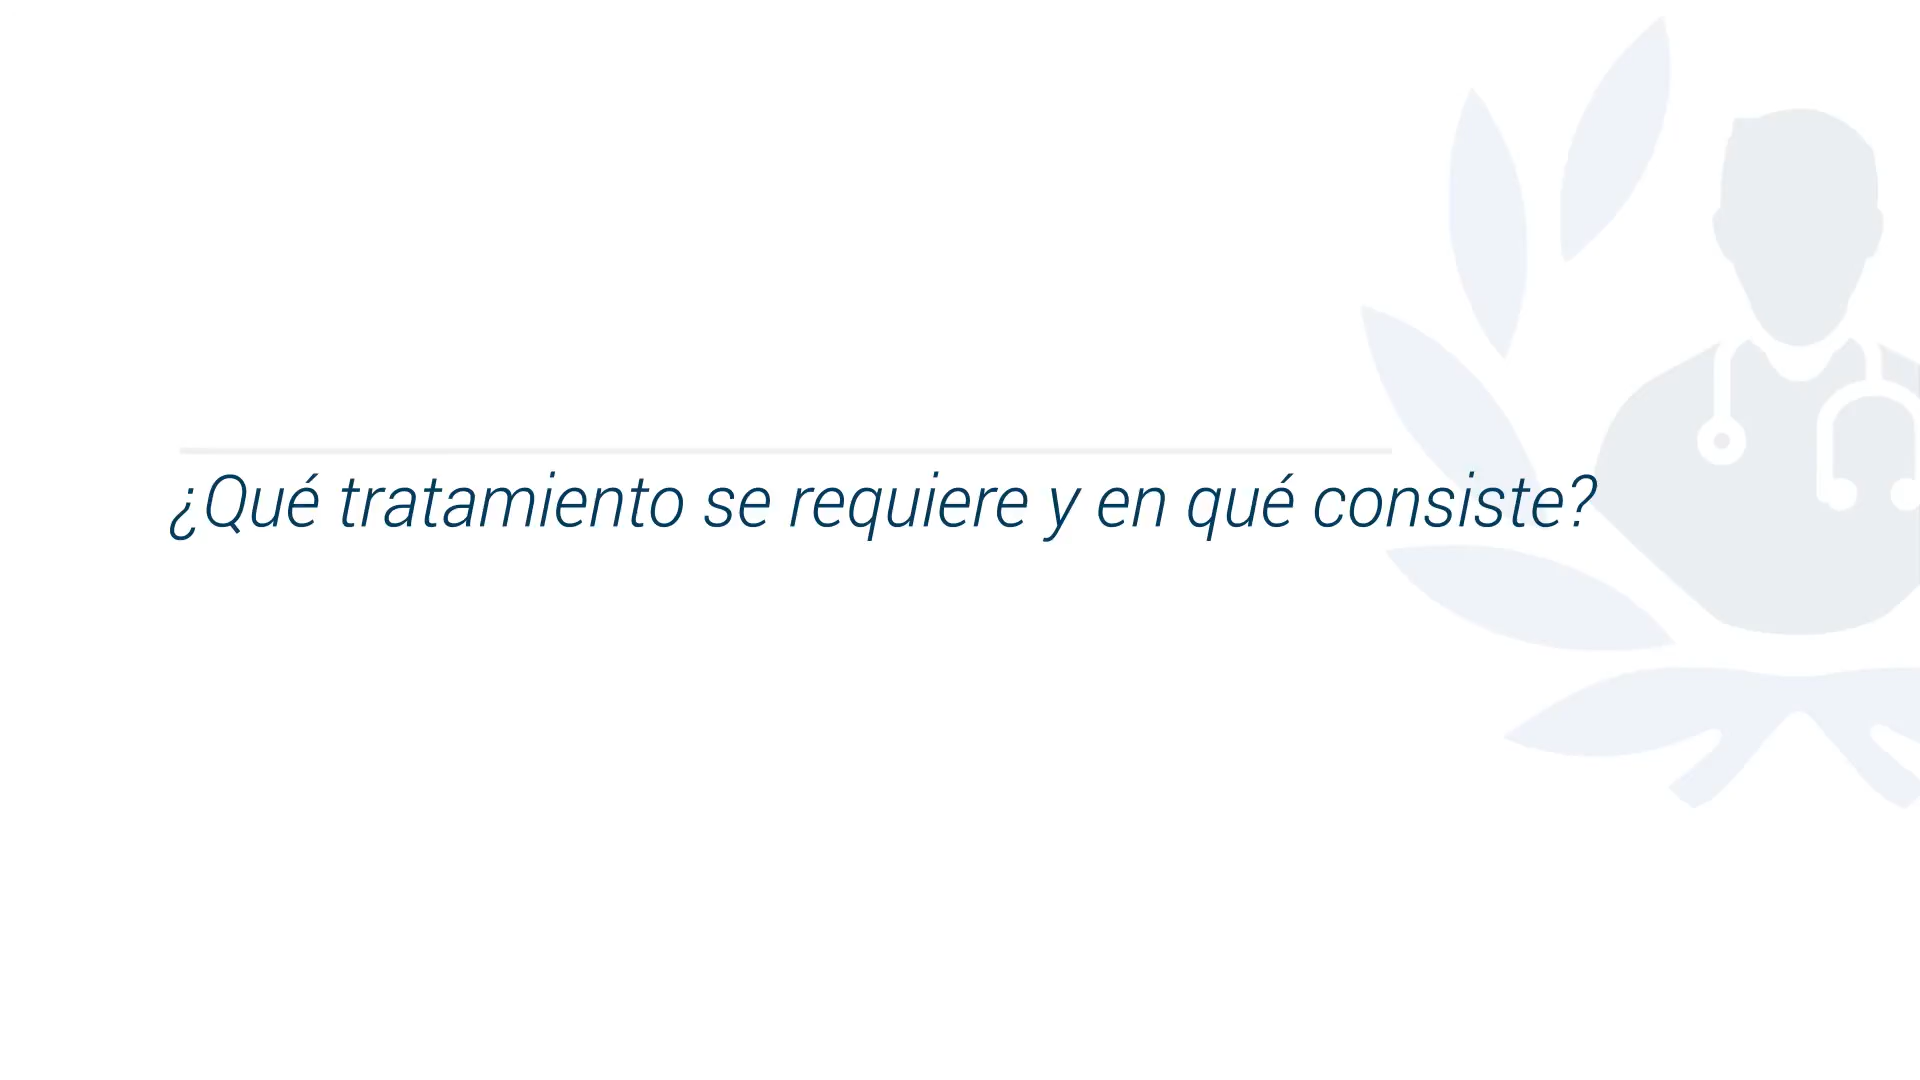 ¿Qué tratamiento se requiere y en qué consiste?